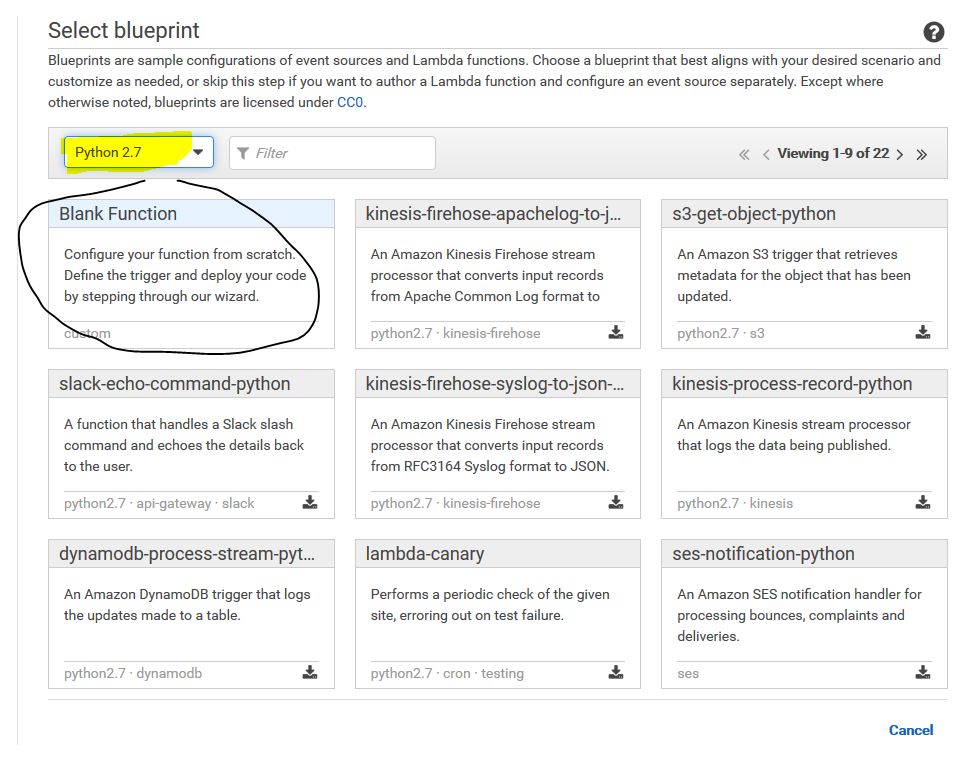 Select blueprint
Blueprints are sample configurations of event sources and Lambda functions. Choose a blueprint that best aligns with your desired scenario and
customize as needed, or skip this step if you want to author a Lambda function and configure an event source separately. Except where
otherwise noted, blueprints are licensed under CC0.
Python 2.7
Filter
Viewing 1-9 of 22
Blank Function
Configure your function from scratch.
Define the trigger and deploy your code
by stepping through our wizard.
custom
kinesis-firehose-apachelog-to-j...
An Amazon Kinesis Firehose stream
processor that converts input records
from Apache Common Log format to
python2.7 · kinesis-firehose
s3-get-object-python
An Amazon S3 trigger that retrieves
metadata for the object that has been
updated.
python2.7 · s3
slack-echo-command-python
A function that handles a Slack slash
command and echoes the details back
to the user.
python2.7 · api-gateway · slack
kinesis-firehose-syslog-to-json-...
An Amazon Kinesis Firehose stream
processor that converts input records
from RFC3164 Syslog format to JSON.
python2.7 · kinesis-firehose
kinesis-process-record-python
An Amazon Kinesis stream processor
that logs the data being published.
python2.7 · kinesis
dynamodb-process-stream-pyt...
An Amazon DynamoDB trigger that logs
the updates made to a table.
python2.7 · dynamodb
lambda-canary
Performs a periodic check of the given
site, erroring out on test failure.
python2.7 · cron · testing
ses-notification-python
An Amazon SES notification handler for
processing bounces, complaints and
deliveries.
ses
Cancel